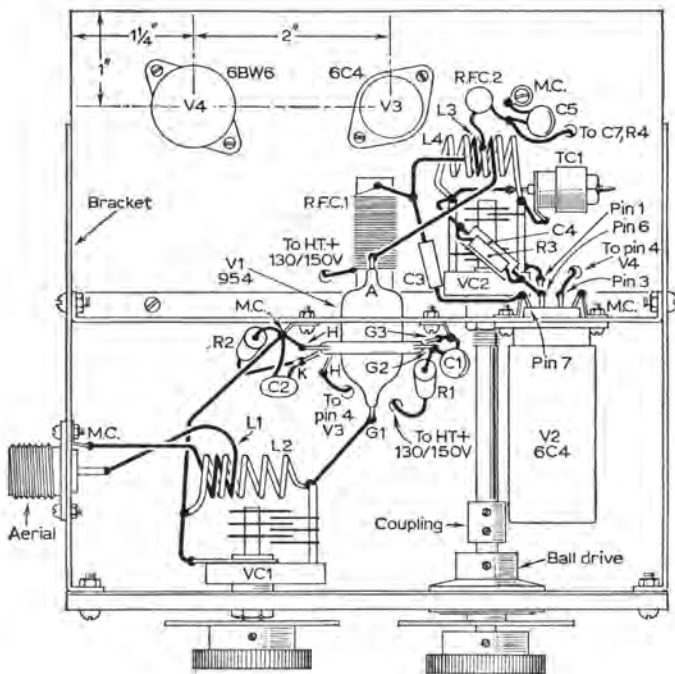 1¼"
2"
1"
6BW6
6C4
V4
V3
R.F.C.2
M.C.
C5
To C7,R4
L3
L4
TC1
R.F.C.1
Bracket
Pin 1
Pin 6
To pin 4
V4
Pin 3
M.C.
C4
R3
To H.T.+
130/150V
V1
954
A
C3
VC2
M.C.
H
G3
Pin 7
R2
K
G2
C1
C2
H
R1
To
pin 4
V3
G1
To HT+
130/150V
V2
6C4
L1
M.C.
L2
Aerial
Coupling
Ball drive
VC1